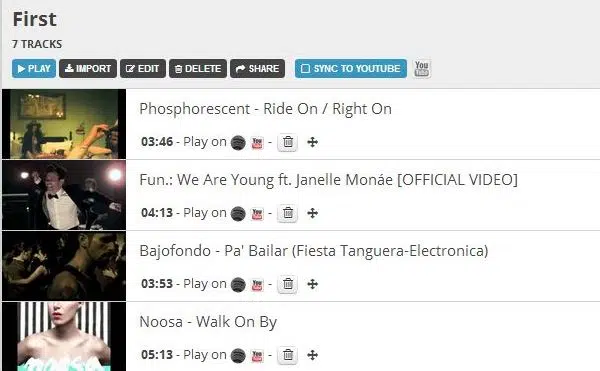 First
7 TRACKS
PLAY IMPORT EDIT DELETE SHARE SYNC TO YOUTUBE You Tube
Phosphorescent - Ride On / Right On
03:46 - Play on You Tube -
Fun.: We Are Young ft. Janelle Monáe [OFFICIAL VIDEO]
04:13 - Play on You Tube -
Bajofondo - Pa' Bailar (Fiesta Tanguera-Electronica)
03:53 - Play on You Tube -
Noosa - Walk On By
05:13 - Play on You Tube -